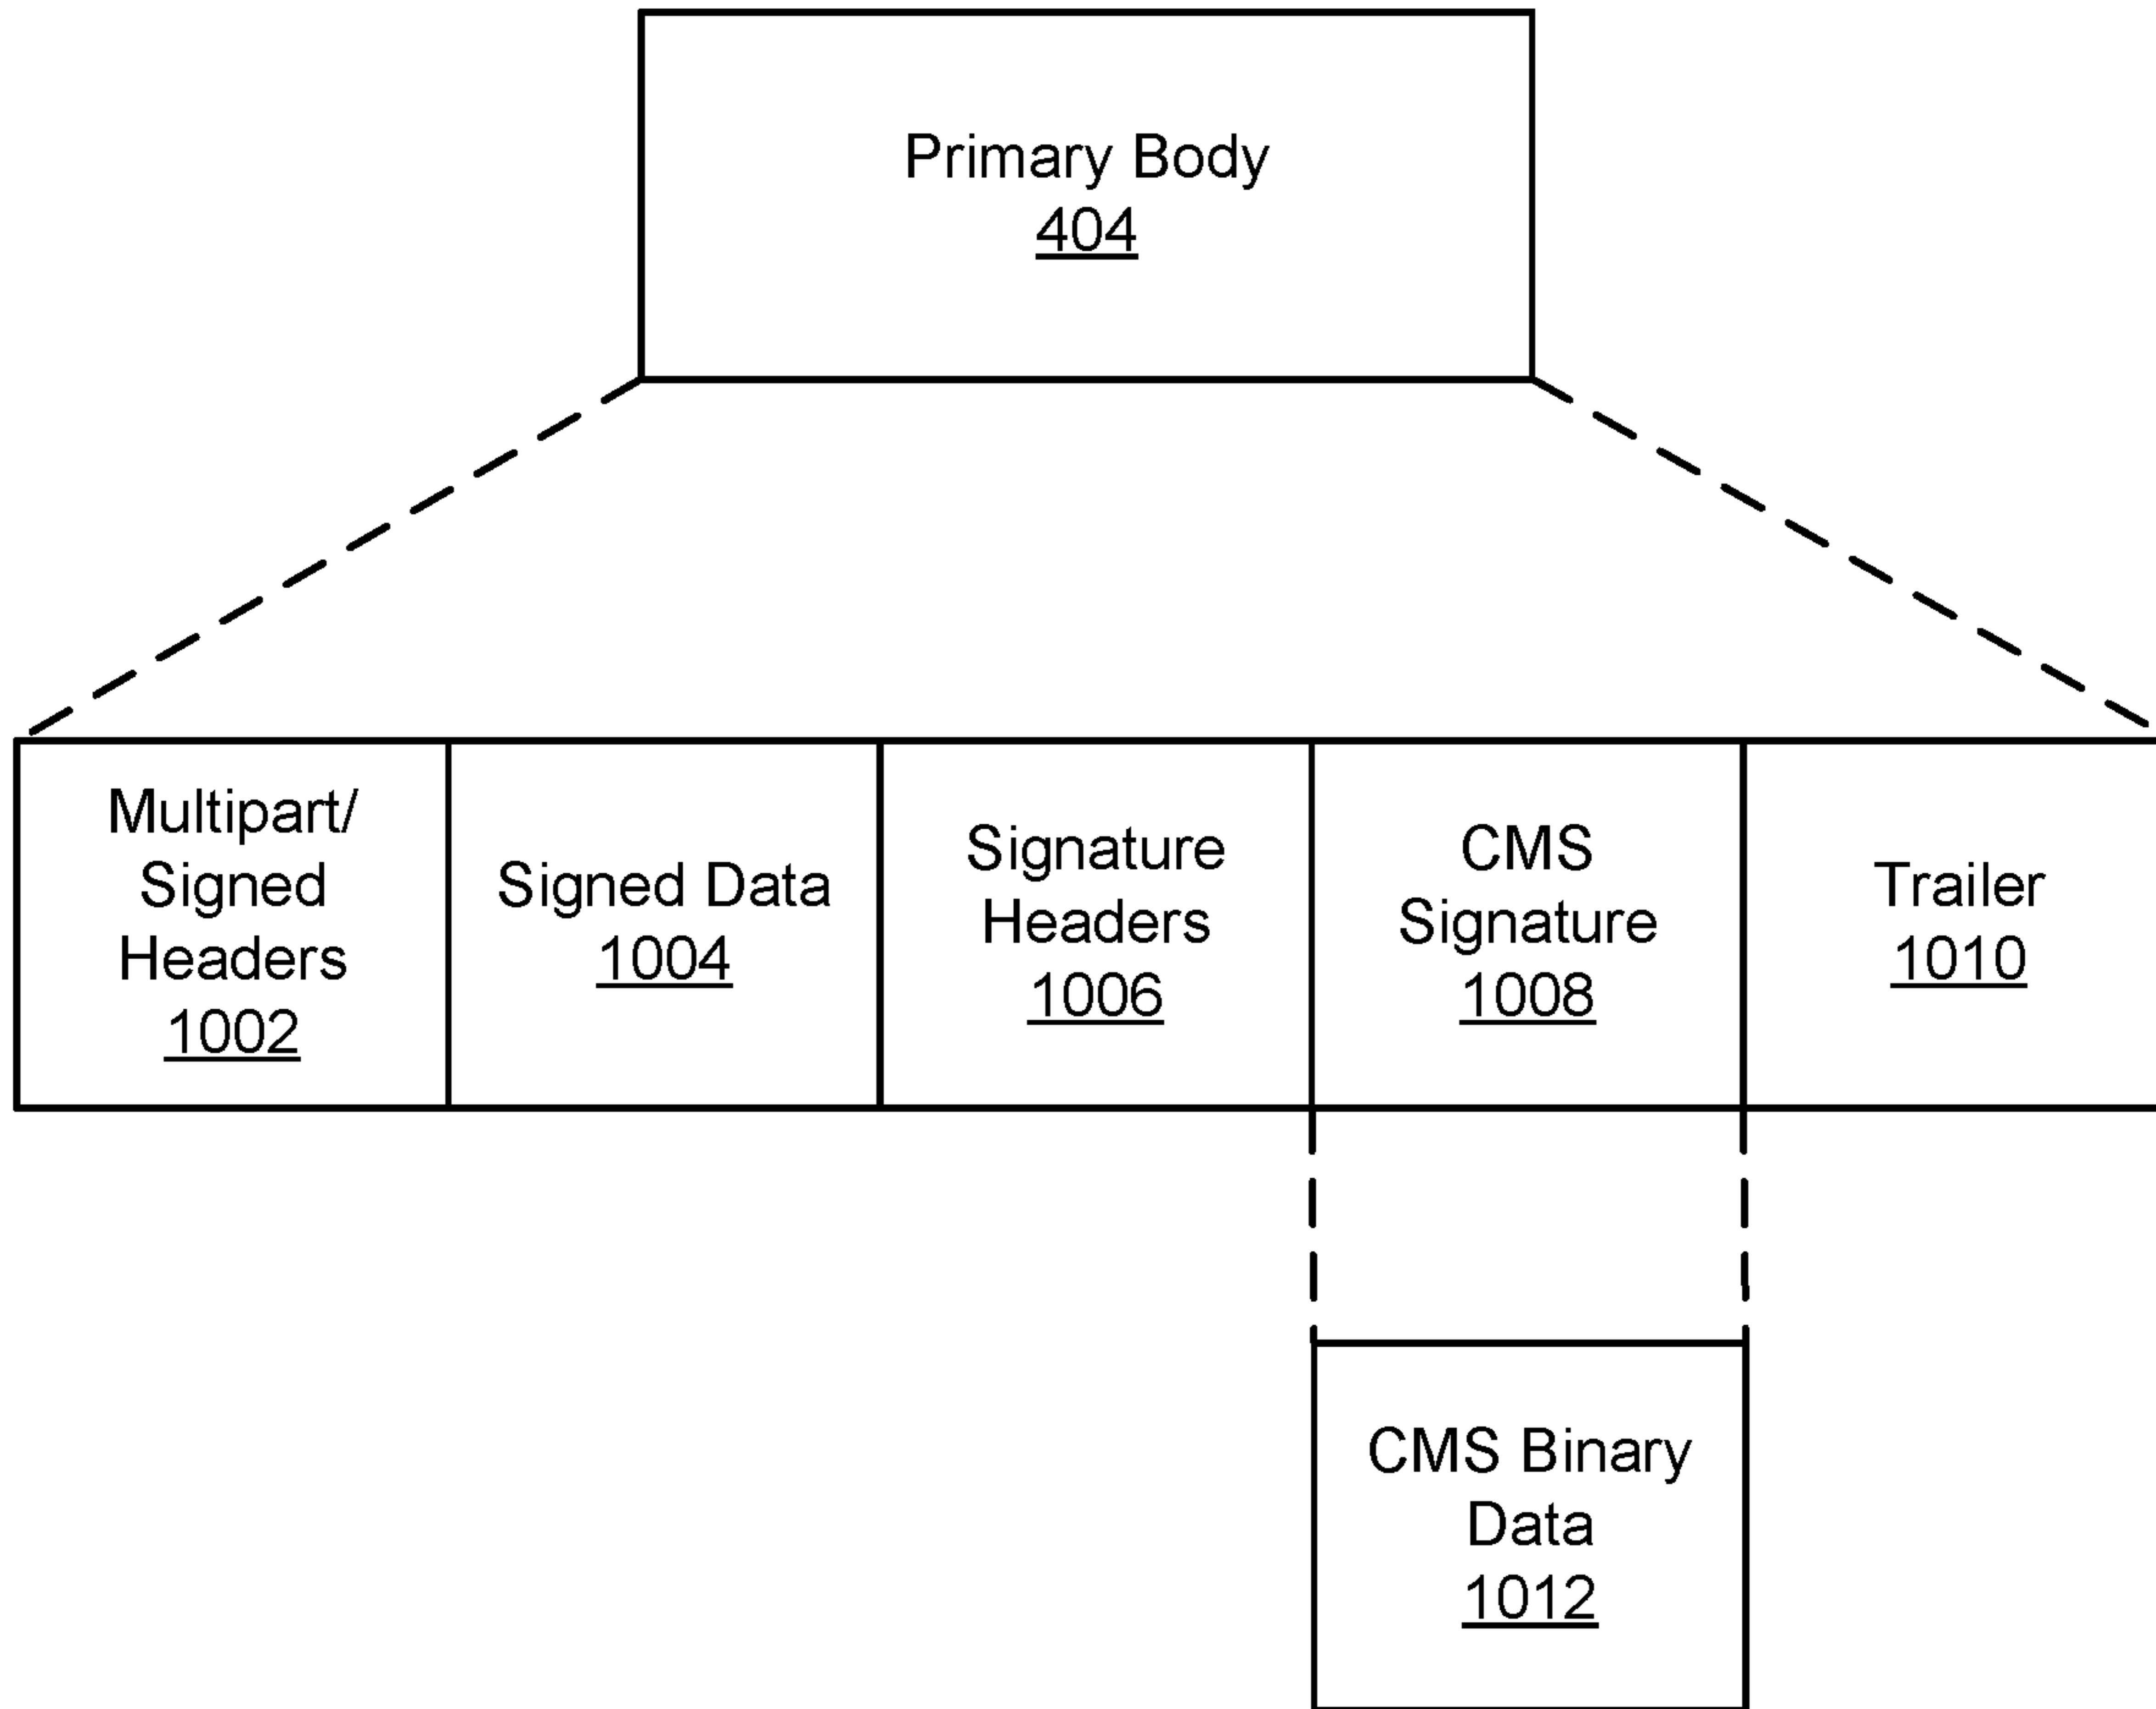 Primary Body
404
Multipart/
Signed
Headers
1002
Signed Data
1004
Signature
Headers
1006
CMS
Signature
1008
Trailer
1010
CMS Binary
Data
1012